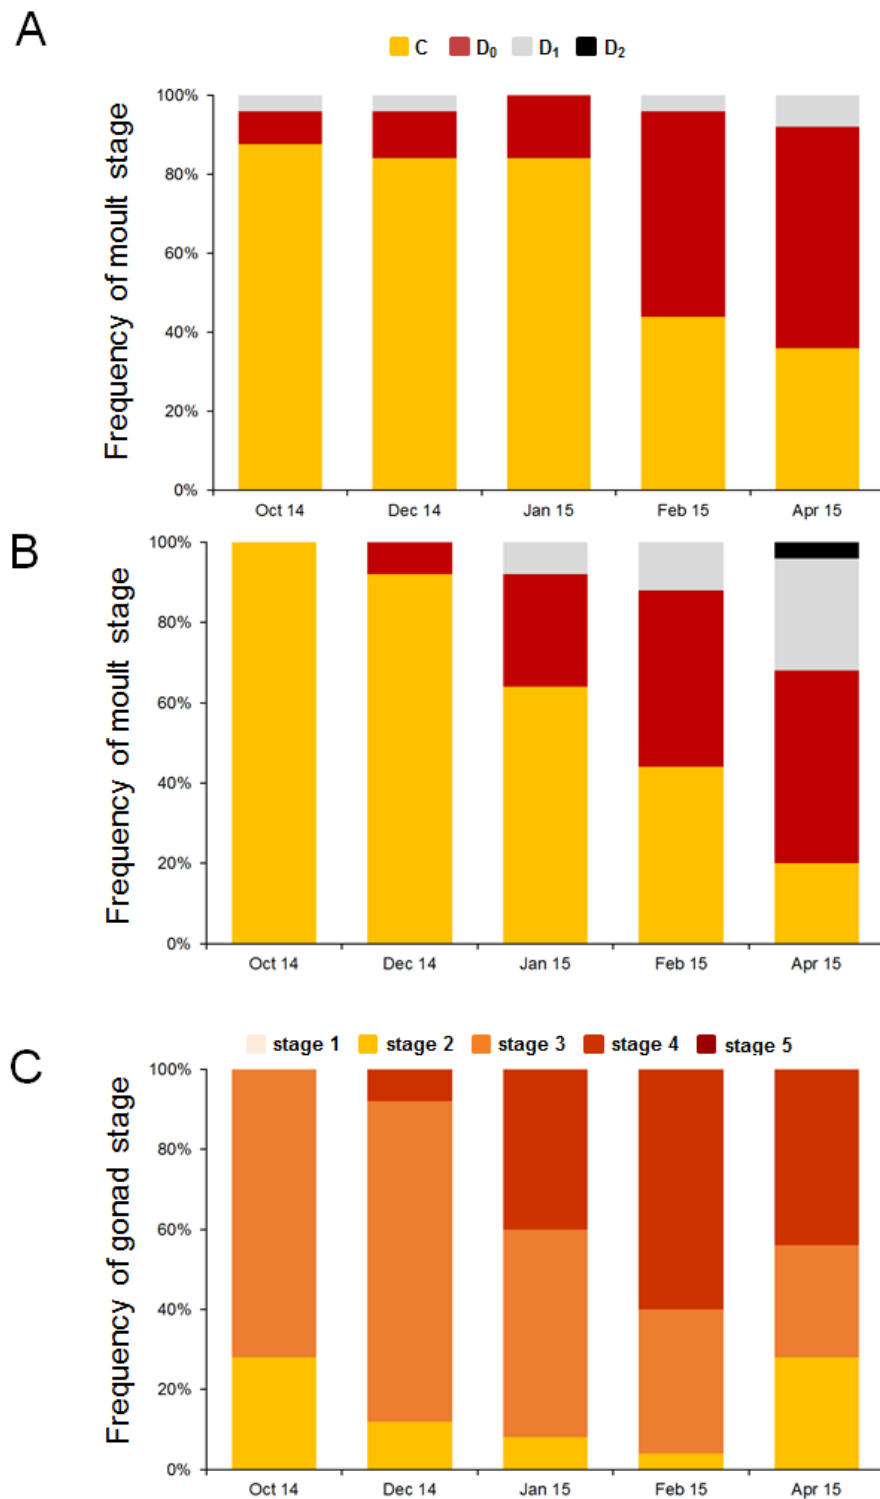 A
C D₀ D₁ D₂
Frequency of moult stage
100%
80%
60%
40%
20%
0%
Oct 14 Dec 14 Jan 15 Feb 15 Apr 15
B
Frequency of moult stage
100%
80%
60%
40%
20%
0%
Oct 14 Dec 14 Jan 15 Feb 15 Apr 15
stage 1 stage 2 stage 3 stage 4 stage 5
C
Frequency of gonad stage
100%
80%
60%
40%
20%
0%
Oct 14 Dec 14 Jan 15 Feb 15 Apr 15